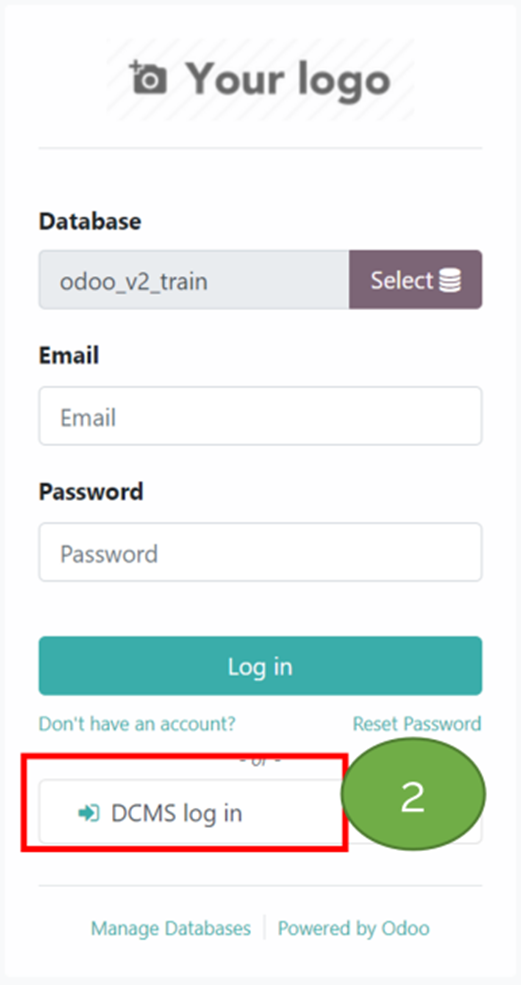 Your logo
Database
odoo_v2_train Select
Email
Email
Password
Password
Log in
Don't have an account? Reset Password
- or -
DCMS log in
2
Manage Databases Powered by Odoo